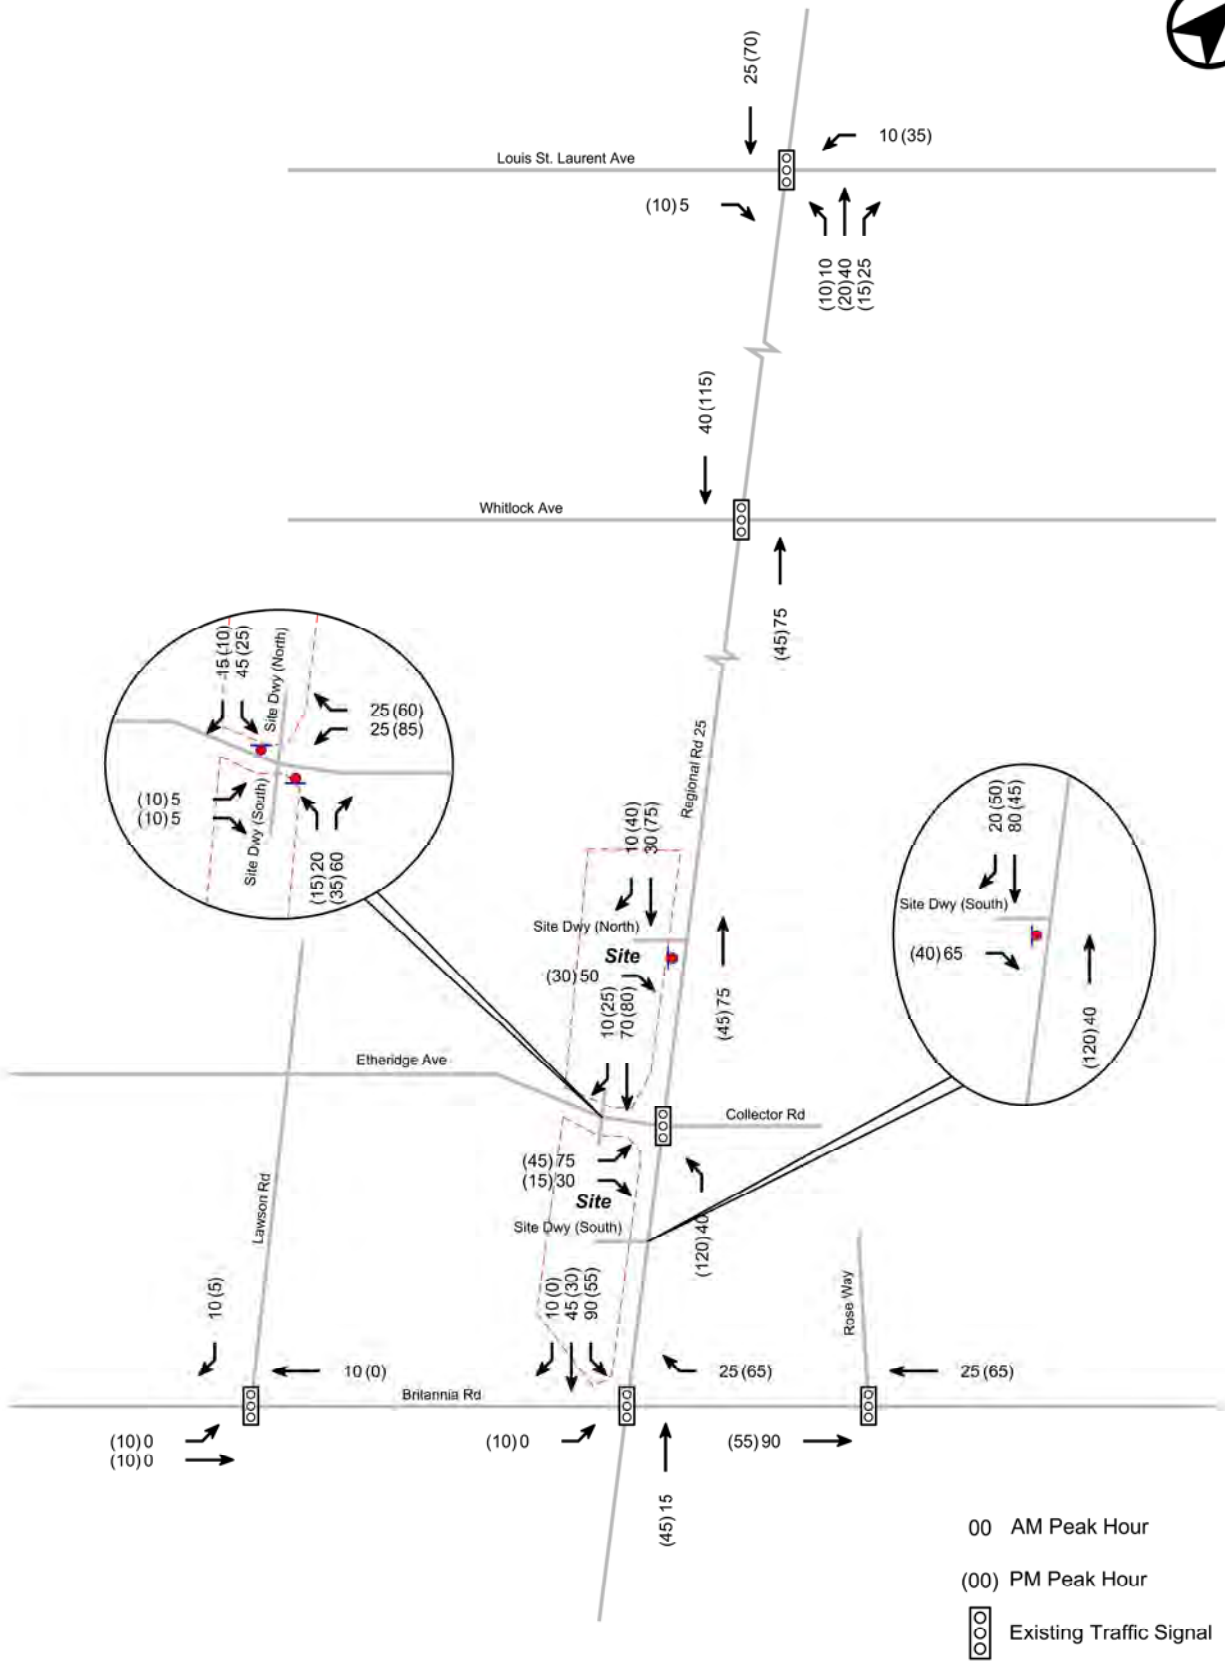 25 (70)
10 (35)
Louis St. Laurent Ave
(10) 5
(10) 10
(20) 40
(15) 25
40 (115)
Whitlock Ave
(45) 75
15 (10)
45 (25)
Site Dwy (North)
25 (60)
25 (85)
(10) 5
(10) 5
Site Dwy (South)
(15) 20
(35) 60
Regional Rd 25
20 (50)
80 (45)
Site Dwy (South)
(40) 65
(120) 40
10 (40)
30 (75)
Site Dwy (North)
Site
(30) 50
(45) 75
10 (25)
70 (80)
Etheridge Ave
Collector Rd
(45) 75
(15) 30
Site
Site Dwy (South)
(120) 40
Lawson Rd
10 (5)
10 (0)
45 (30)
90 (55)
Rose Way
10 (0)
25 (65)
25 (65)
Britannia Rd
(10) 0
(10) 0
(10) 0
(55) 90
(45) 15
00 AM Peak Hour
(00) PM Peak Hour
Existing Traffic Signal